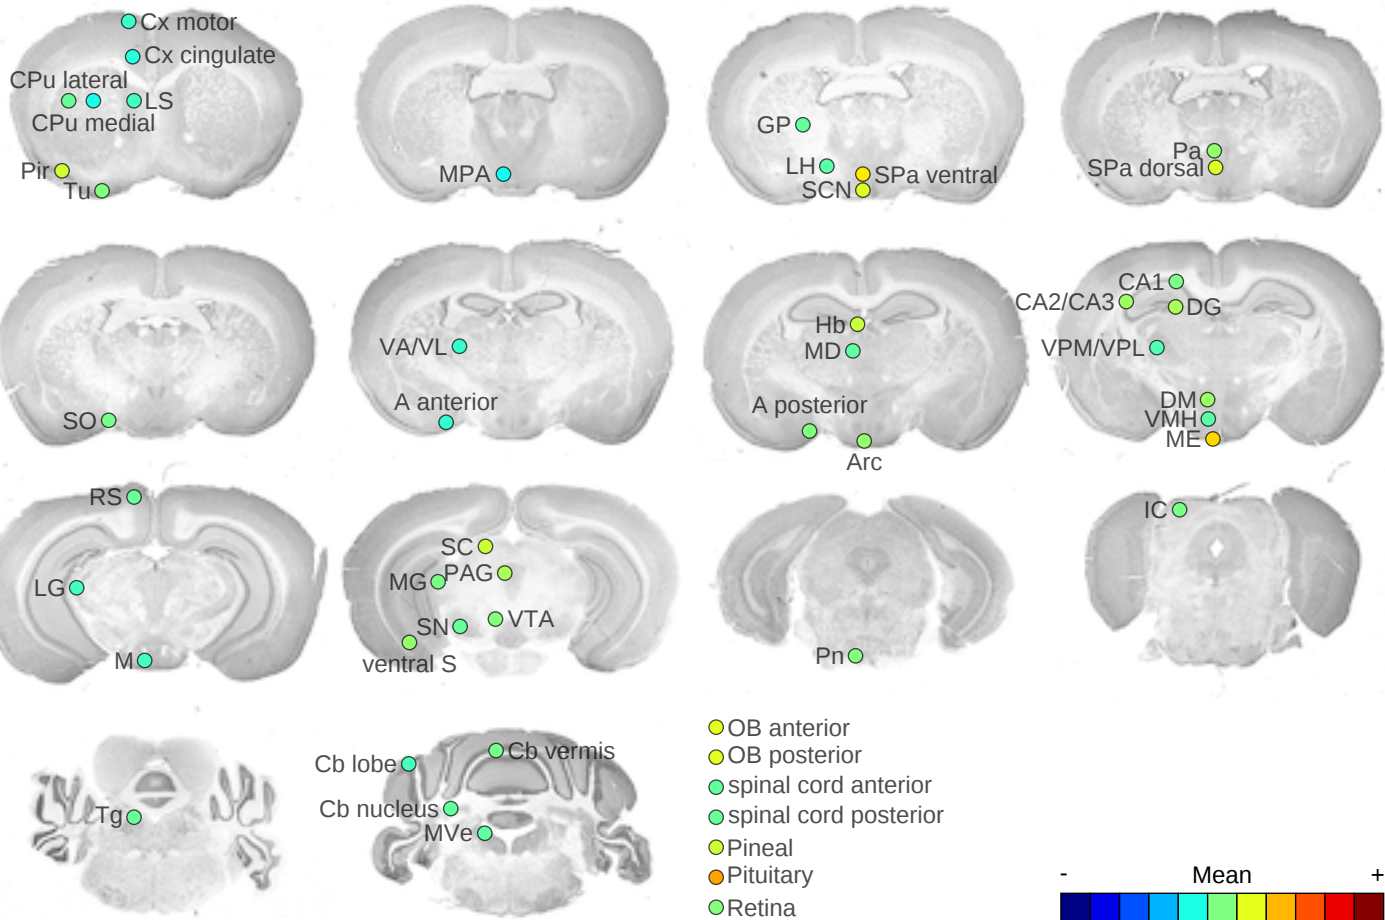 Cx motor
Cx cingulate
CPu lateral
LS
CPu medial
Pir
Tu
MPA
GP
LH
SPa ventral
SCN
Pa
SPa dorsal
SO
VA/VL
A anterior
Hb
MD
A posterior
Arc
CA1
CA2/CA3
DG
VPM/VPL
DM
VMH
ME
RS
LG
M
SC
MG
PAG
SN
VTA
ventral S
Pn
IC
Tg
Cb lobe
Cb vermis
Cb nucleus
MVe
OB anterior
OB posterior
spinal cord anterior
spinal cord posterior
Pineal
Pituitary
Retina
- Mean +